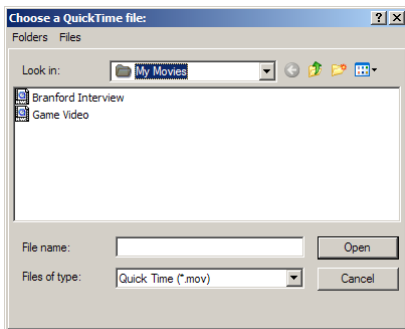 Choose a QuickTime file:
Folders Files
Look in: My Movies
Branford Interview
Game Video
File name: Open
Files of type: Quick Time (*.mov) Cancel